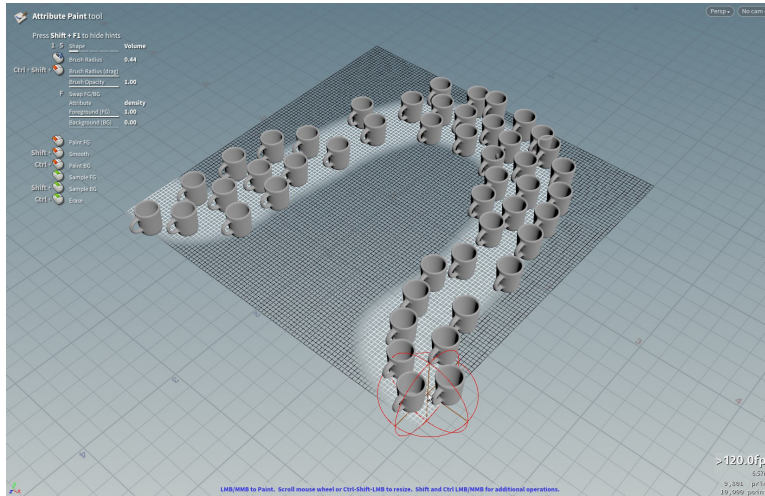 Attribute Paint tool
Persp
No cam
Press Shift + F1 to hide hints
1 - 5 Shape Volume
Brush Radius 0.44
Ctrl + Shift + Brush Radius (drag)
Brush Opacity 1.00
F Swap FG/BG
Attribute density
Foreground (FG) 1.00
Background (BG) 0.00
Paint FG
Shift + Smooth
Ctrl + Paint BG
Sample FG
Shift + Sample BG
Ctrl + Erase
>120.0fp
LMB/MMB to Paint. Scroll mouse wheel or Ctrl-Shift-LMB to resize. Shift and Ctrl LMB/MMB for additional operations.